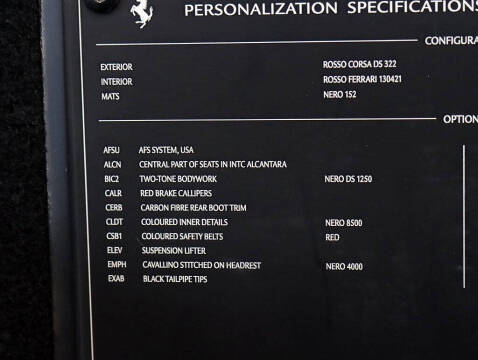 PERSONALIZATION SPECIFICATIONS
CONFIGURA
EXTERIOR ROSSO CORSA DS 322
INTERIOR ROSSO FERRARI 130421
MATS NERO 152
OPTION
AFSU AFS SYSTEM, USA
ALCN CENTRAL PART OF SEATS IN INTC ALCANTARA
BIC2 TWO-TONE BODYWORK NERO DS 1250
CALR RED BRAKE CALLIPERS
CERB CARBON FIBRE REAR BOOT TRIM
CLDT COLOURED INNER DETAILS NERO 8500
CSB1 COLOURED SAFETY BELTS RED
ELEV SUSPENSION LIFTER
EMPH CAVALLINO STITCHED ON HEADREST NERO 4000
EXAB BLACK TAILPIPE TIPS